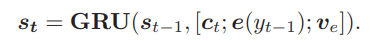 s_t = GRU(s_{t−1}, [c_t; e(y_{t−1}); v_e]).